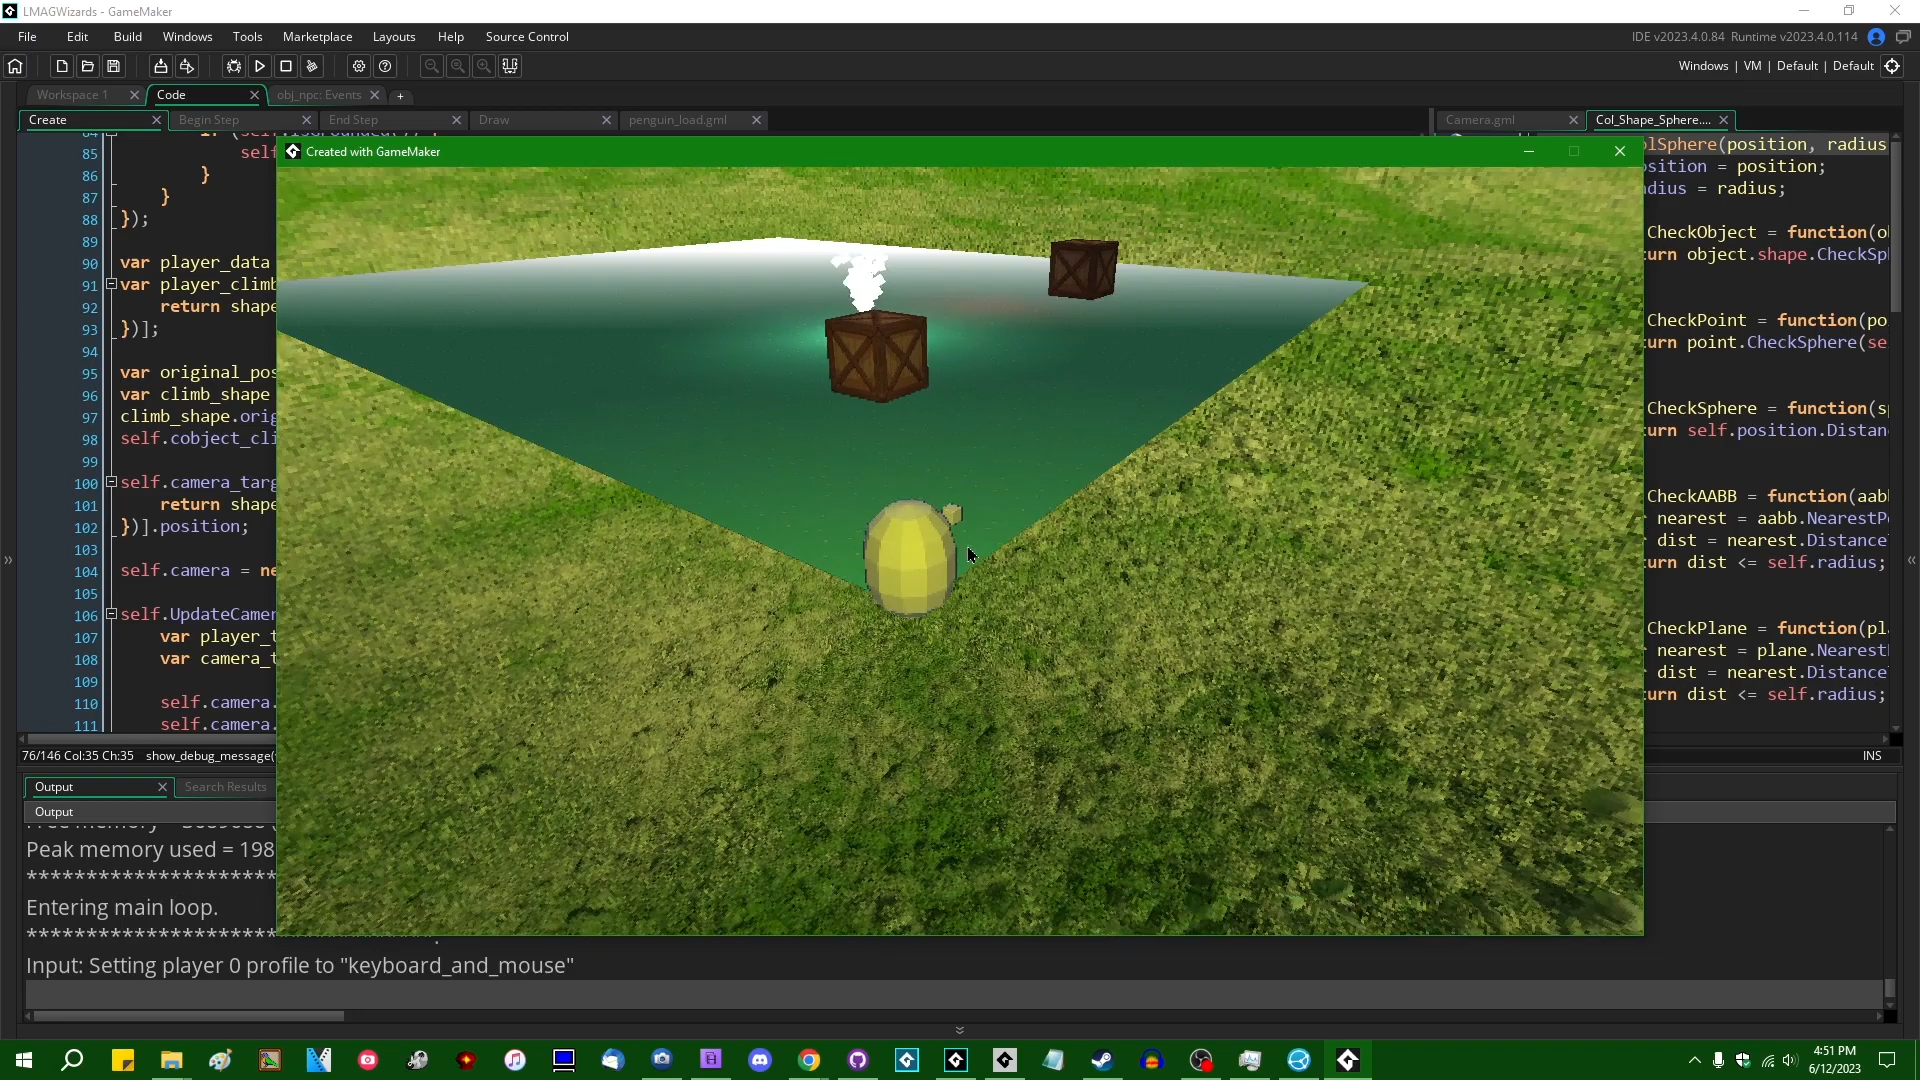 LMAGWizards - GameMaker
File Edit Build Windows Tools Marketplace Layouts Help Source Control
IDE v2023.4.0.84 Runtime v2023.4.0.114
Windows | VM | Default | Default
Workspace 1 Code obj_npc: Events
Create Begin Step End Step Draw penguin_load.gml
Camera.gml Col_Shape_Sphere....
84
85 self
86 }
87 }
88 });
89
90 var player_data
91 var player_climb
92 return shape
93 })];
94
95 var original_pos
96 var climb_shape
97 climb_shape.orig
98 self.cobject_cli
99
100 self.camera_targ
101 return shape
102 })].position;
103
104 self.camera = ne
105
106 self.UpdateCamer
107 var player_t
108 var camera_t
109
110 self.camera.
111 self.camera.
Created with GameMaker
olSphere(position, radius
osition = position;
dius = radius;
CheckObject = function(o
urn object.shape.CheckSp
CheckPoint = function(po
urn point.CheckSphere(se
CheckSphere = function(s
urn self.position.Distan
CheckAABB = function(aab
nearest = aabb.NearestP
dist = nearest.Distance
urn dist <= self.radius;
CheckPlane = function(pl
nearest = plane.Nearest
dist = nearest.Distance
urn dist <= self.radius;
76/146 Col:35 Ch:35 show_debug_message(
INS
Output Search Results
Output
Peak memory used = 198
*********************
Entering main loop.
**********************************.
Input: Setting player 0 profile to "keyboard_and_mouse"
4:51 PM
6/12/2023